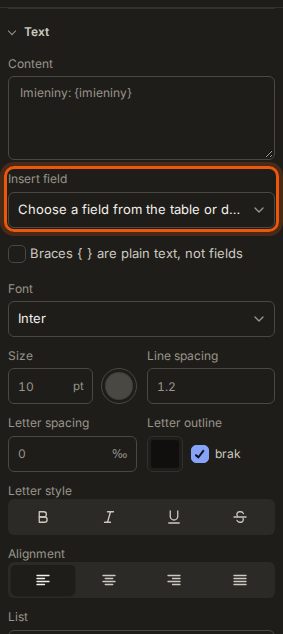 Text
Content
Imieniny: {imieniny}
Insert field
Choose a field from the table or d...
Braces { } are plain text, not fields
Font
Inter
Size
Line spacing
10 pt
1.2
Letter spacing
Letter outline
0 ‰
brak
Letter style
B I U S
Alignment
List